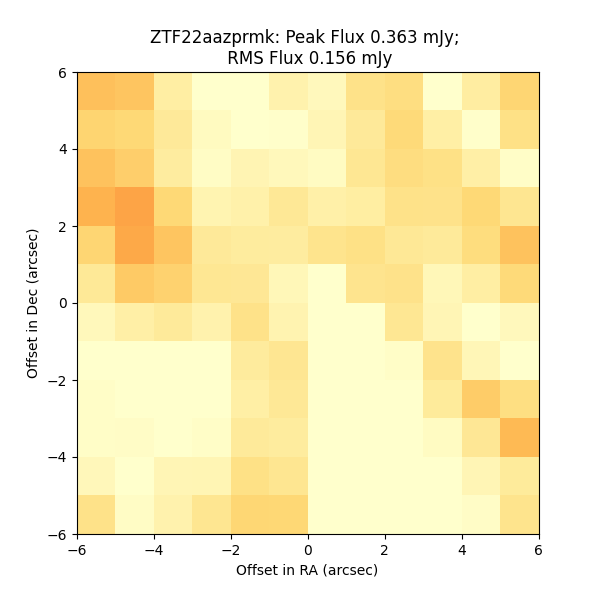 ZTF22aazprmk: Peak Flux 0.363 mJy;
RMS Flux 0.156 mJy
6
4
2
0
−2
−4
−6
Offset in Dec (arcsec)
−6 −4 −2 0 2 4 6
Offset in RA (arcsec)